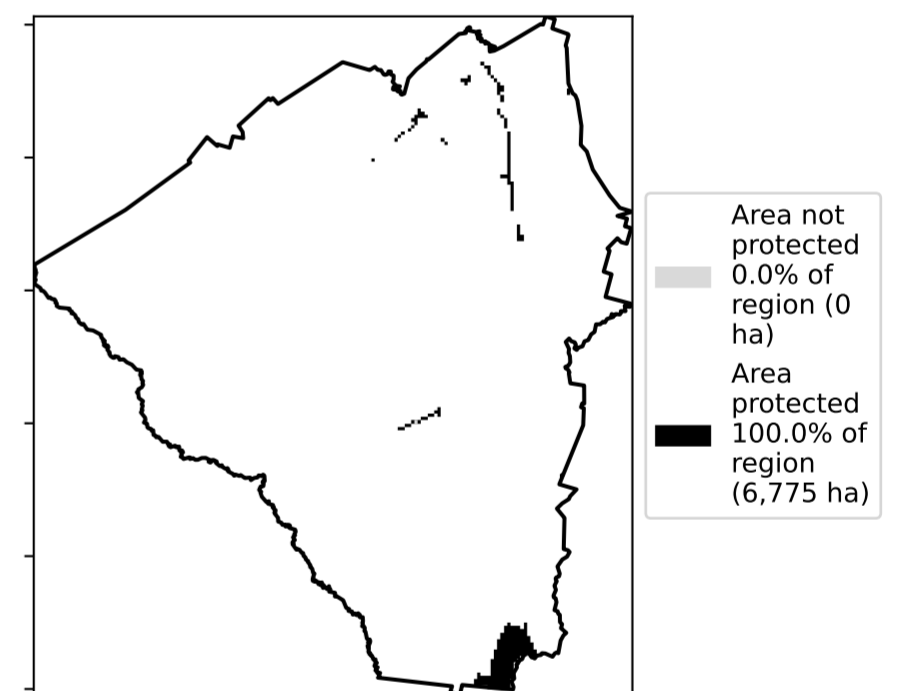 Area not
protected
0.0% of
region (0
ha)
Area
protected
100.0% of
region
(6,775 ha)